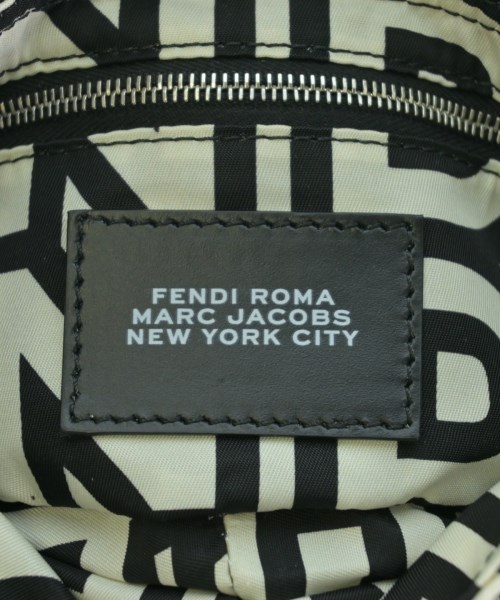 FENDI ROMA
MARC JACOBS
NEW YORK CITY